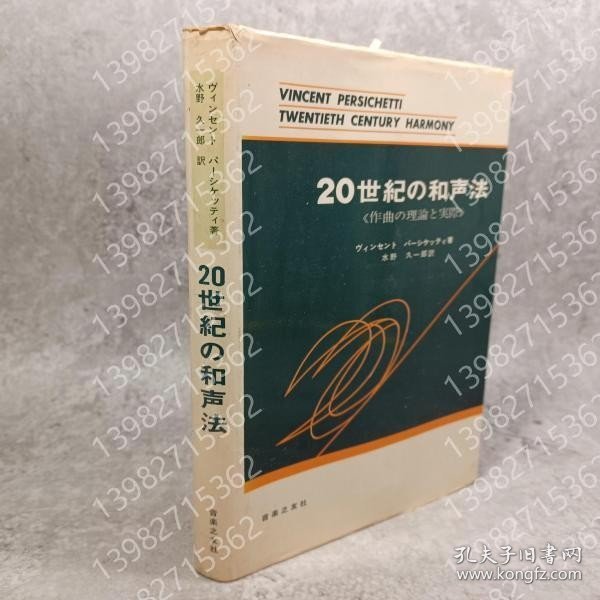 ヴィンセント パーシケッティ著
水野 久一郎 訳
20世紀の和声法
音楽之友社
VINCENT PERSICHETTI
TWENTIETH CENTURY HARMONY
20世紀の和声法
〈作曲の理論と実際〉
ヴィンセント パーシケッティ著
水野 久一郎訳
音楽之友社
13982715362
孔夫子旧书网
www.kongfz.com